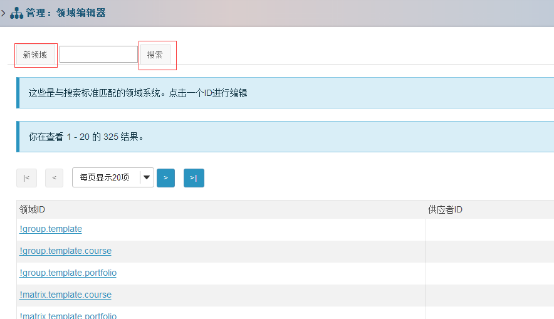 管理：领域编辑器
新领域 搜索
这些是与搜索标准匹配的领域系统。点击一个ID进行编辑
你在查看 1 - 20 的 325 结果。
|< < 每页显示20项 > >|
领域ID 供应者ID
!group.template
!group.template.course
!group.template.portfolio
!matrix.template.course
!matrix.template.portfolio